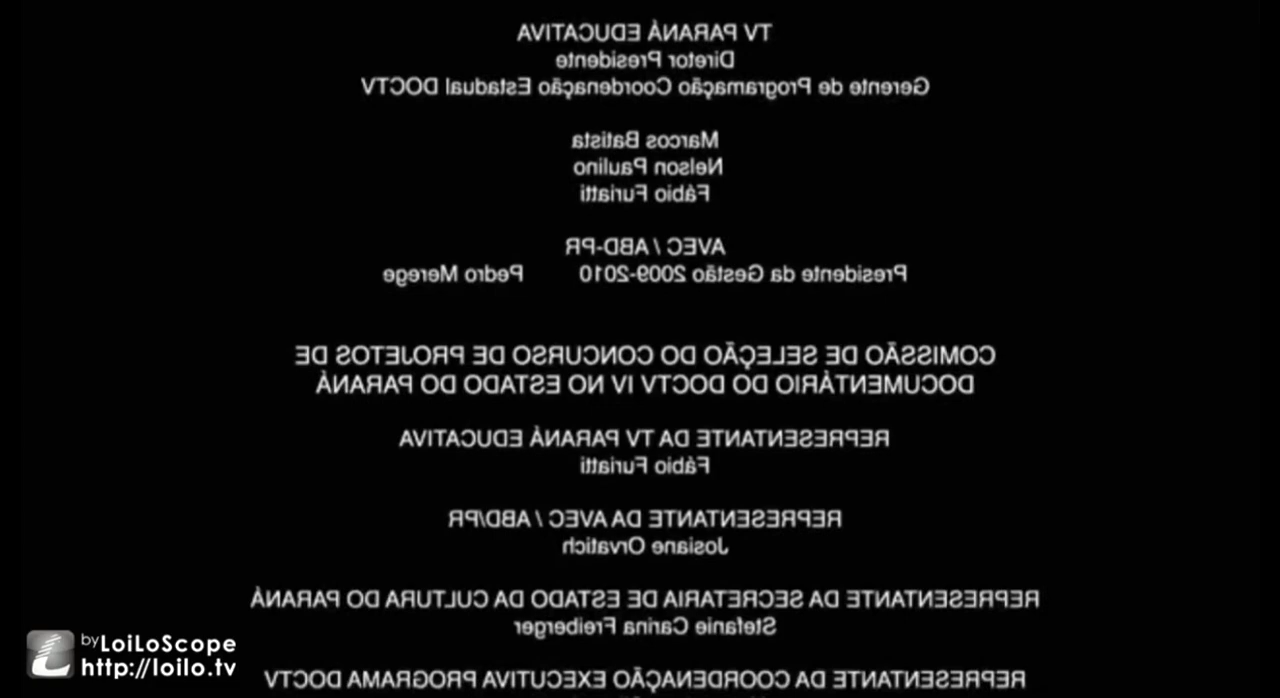 TV PARANÁ EDUCATIVA
Diretor Presidente
Gerente de Programação Coordenação Estadual DOCTV
Marcos Batista
Nelson Paulino
Fábio Furiatti
AVEC / ABD-PR
Presidente da Gestão 2009-2010 Pedro Merege
COMISSÃO DE SELEÇÃO DO CONCURSO DE PROJETOS DE
DOCUMENTÁRIO DO DOCTV IV NO ESTADO DO PARANÁ
REPRESENTANTE DA TV PARANÁ EDUCATIVA
Fábio Furiatti
REPRESENTANTE DA AVEC / ABD/PR
Josiane Orvatich
REPRESENTANTE DA SECRETARIA DE ESTADO DA CULTURA DO PARANÁ
Stefanie Carina Freiberger
REPRESENTANTE DA COORDENAÇÃO EXECUTIVA PROGRAMA DOCTV
by LoiLoScope
http://loilo.tv